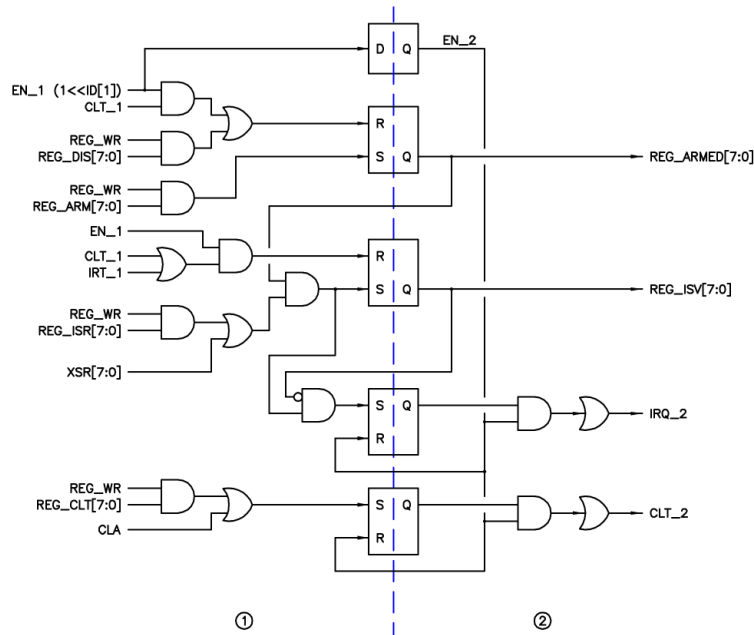 D Q EN_2
EN_1 (1<<ID[1])
CLT_1
REG_WR
REG_DIS[7:0]
R
S Q REG_ARMED[7:0]
REG_WR
REG_ARM[7:0]
EN_1
CLT_1
IRT_1
R
S Q REG_ISV[7:0]
REG_WR
REG_ISR[7:0]
XSR[7:0]
S Q
R
IRQ_2
REG_WR
REG_CLT[7:0]
CLA
S Q
R
CLT_2
1 2